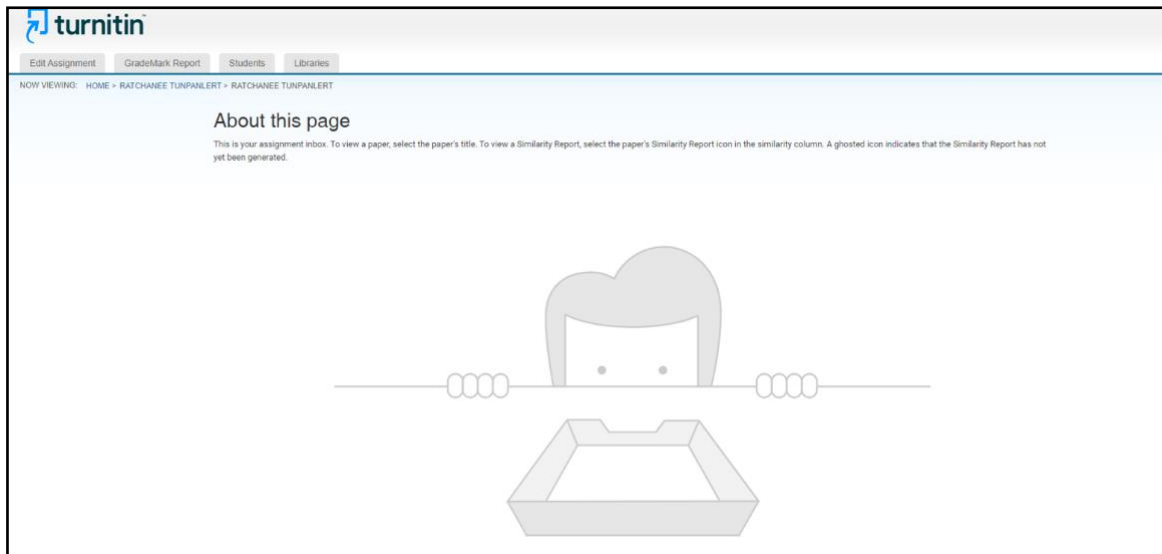 turnitin
Edit Assignment GradeMark Report Students Libraries
NOW VIEWING: HOME > RATCHANEE TUNPANLERT > RATCHANEE TUNPANLERT
About this page
This is your assignment inbox. To view a paper, select the paper's title. To view a Similarity Report, select the paper's Similarity Report icon in the similarity column. A ghosted icon indicates that the Similarity Report has not
yet been generated.